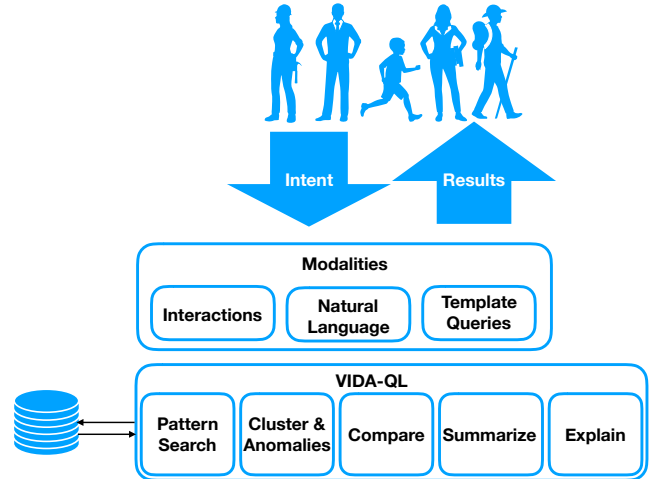 Intent
Results
Modalities
Interactions
Natural
Language
Template
Queries
VIDA-QL
Pattern
Search
Cluster &
Anomalies
Compare
Summarize
Explain